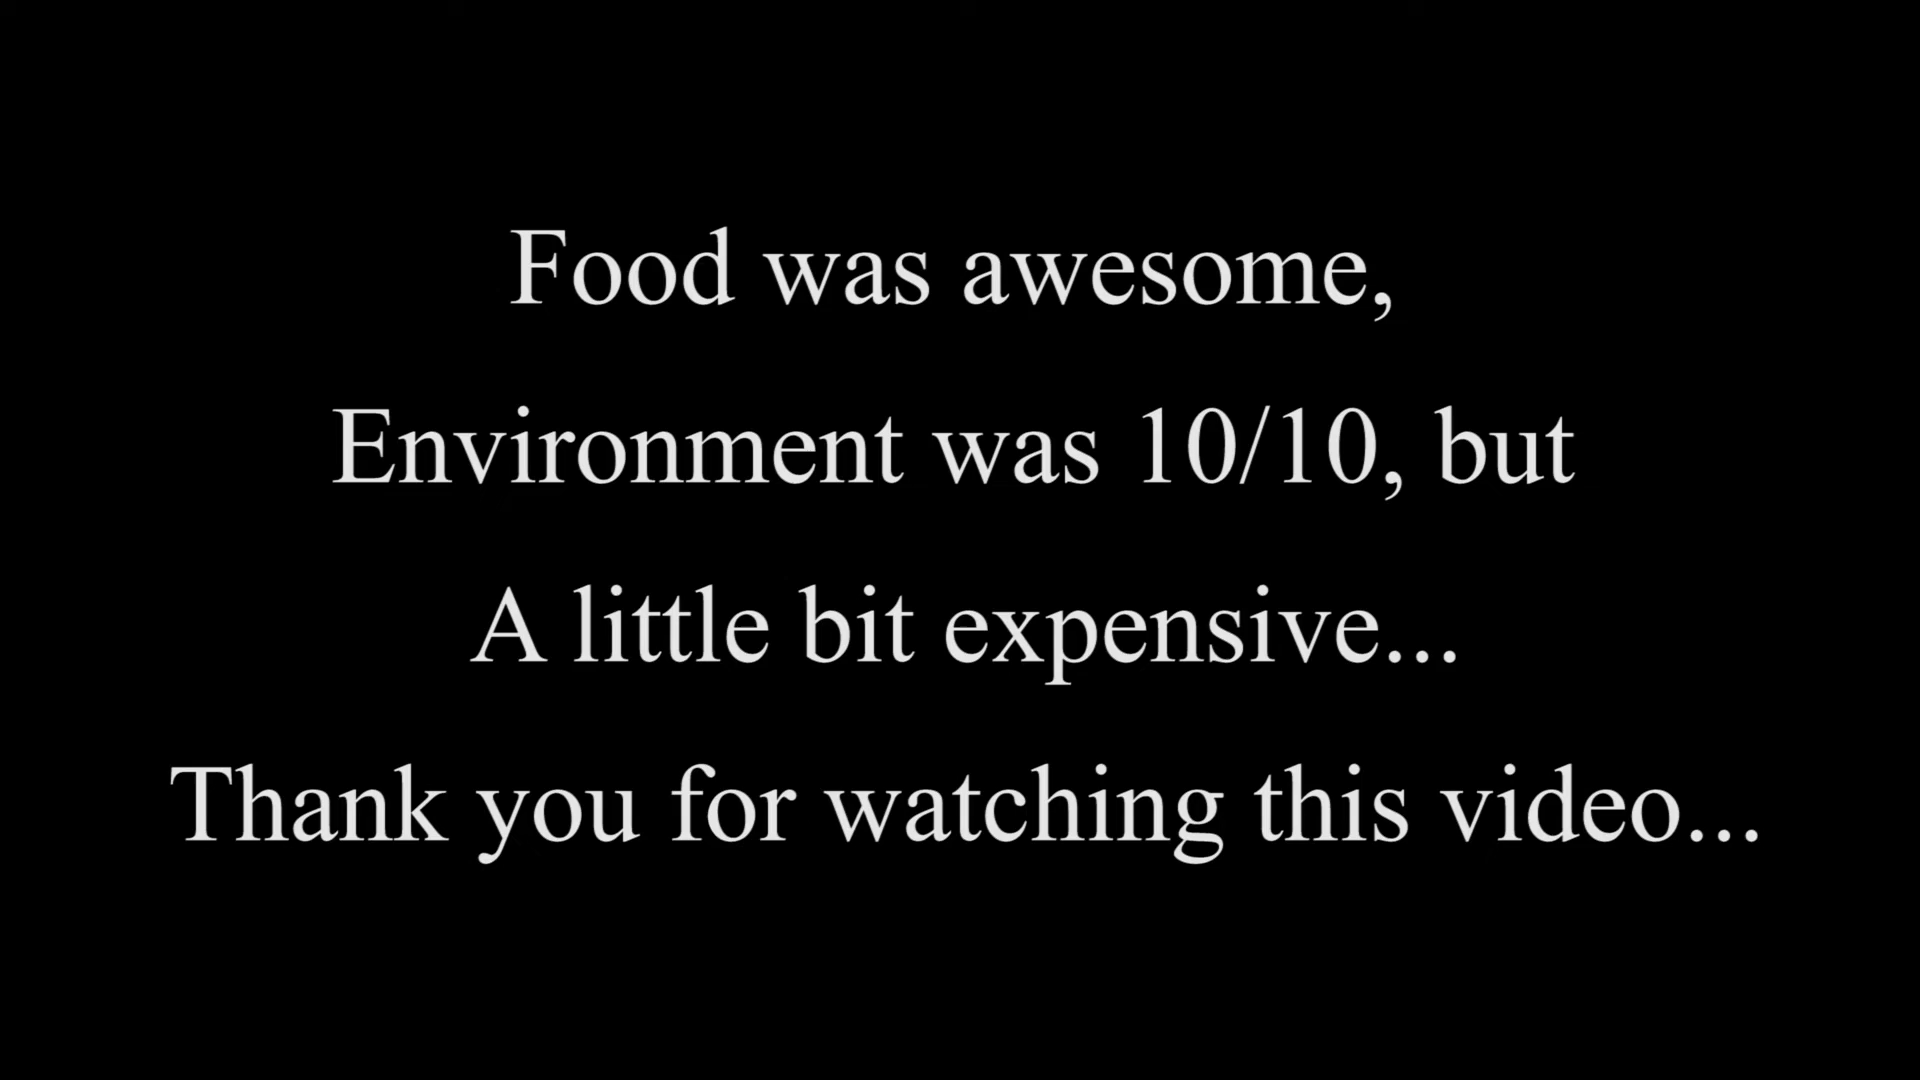 Food was awesome,
Environment was 10/10, but
A little bit expensive...
Thank you for watching this video...